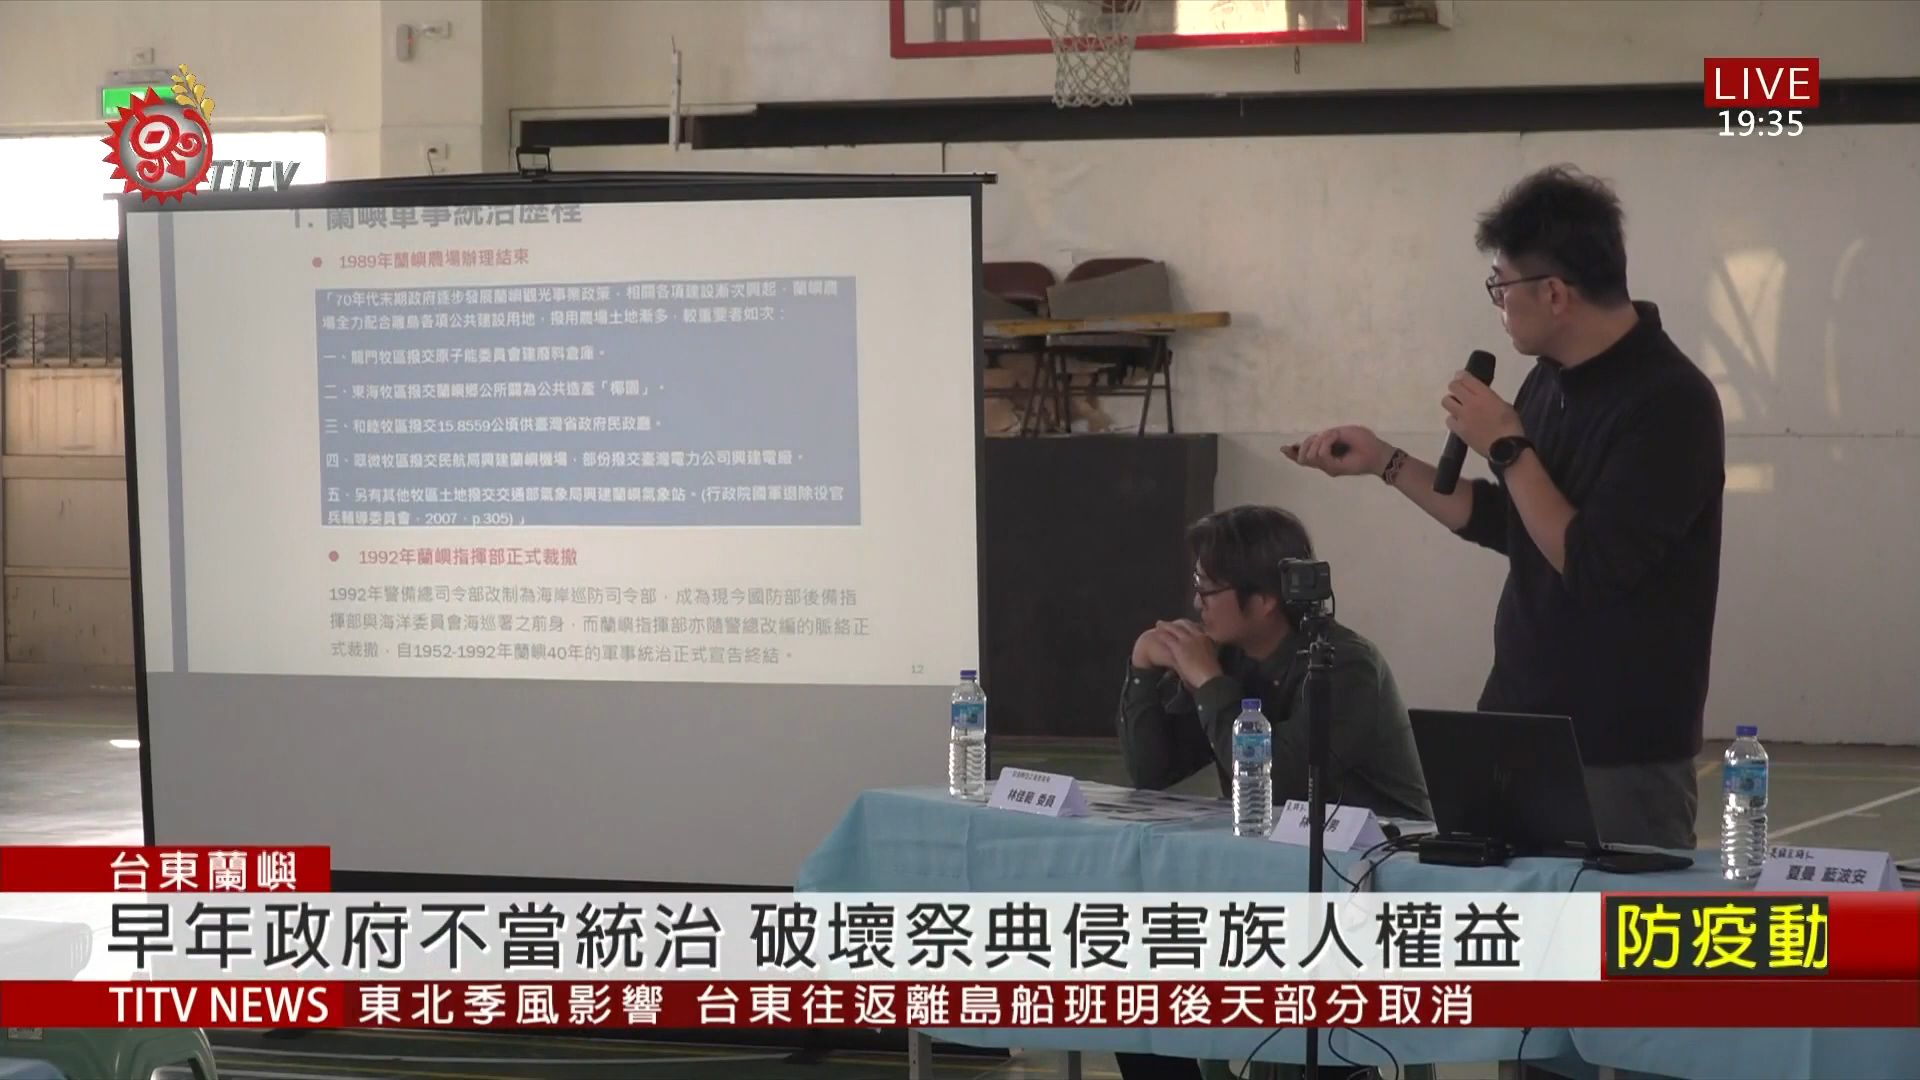 LIVE
19:35
TITV
1. 蘭嶼軍事統治歷程
● 1989年蘭嶼農場辦理結束
「70年代末期政府逐步發展蘭嶼觀光事業政策，相關各項建設漸次興起，蘭嶼農
場全力配合離島各項公共建設用地，撥用農場土地漸多，較重要者如次：
一、龍門牧區撥交原子能委員會建廢料倉庫。
二、東海牧區撥交蘭嶼鄉公所闢為公共造產「椰園」。
三、和睦牧區撥交15.8559公頃供臺灣省政府民政廳。
四、翠微牧區撥交民航局興建蘭嶼機場，部份撥交臺灣電力公司興建電廠。
五、另有其他牧區土地撥交交通部氣象局興建蘭嶼氣象站。(行政院國軍退除役官
兵輔導委員會，2007，p.305)」
● 1992年蘭嶼指揮部正式裁撤
1992年警備總司令部改制為海岸巡防司令部，成為現今國防部後備指
揮部與海洋委員會海巡署之前身，而蘭嶼指揮部亦隨警總改編的脈絡正
式裁撤，自1952-1992年蘭嶼40年的軍事統治正式宣告終結。
12
林佳範 委員
林 男
夏曼 藍波安
台東蘭嶼
早年政府不當統治 破壞祭典侵害族人權益
防疫動
TITV NEWS 東北季風影響 台東往返離島船班明後天部分取消